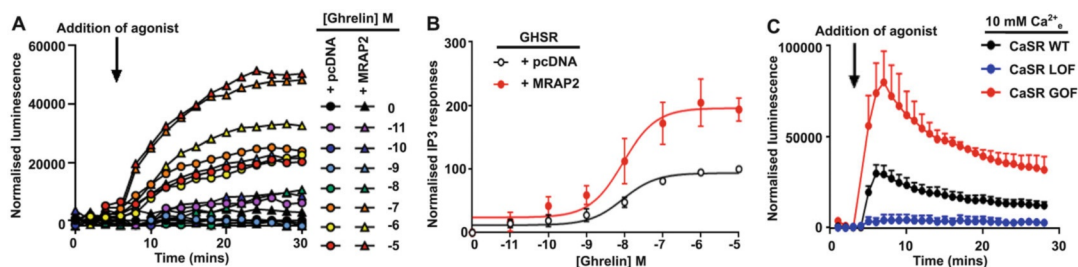 A
Addition of agonist
Normalised luminescence
60000
40000
20000
0
0
10
20
30
Time (mins)
[Ghrelin] M
+ pcDNA
+ MRAP2
0
-11
-10
-9
-8
-7
-6
-5
B
GHSR
+ pcDNA
+ MRAP2
Normalised IP3 responses
300
200
100
0
0
-11
-10
-9
-8
-7
-6
-5
[Ghrelin] M
C
Addition of agonist
Normalised luminescence
100000
50000
0
0
10
20
30
Time (mins)
10 mM Ca²⁺ₑ
CaSR WT
CaSR LOF
CaSR GOF